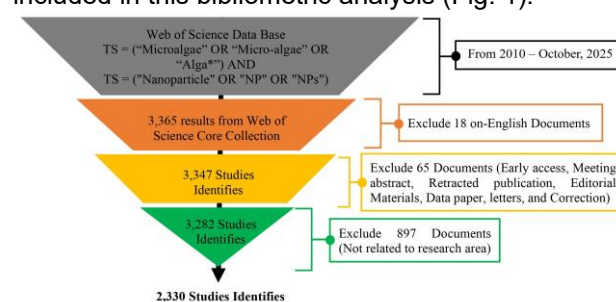 included in this bibliometric analysis (Fig. 1).
Web of Science Data Base
TS = (“Microalgae” OR “Micro-algae” OR
“Alga*”) AND
TS = ("Nanoparticle" OR "NP" OR "NPs")
From 2010 – October, 2025
3,365 results from Web of
Science Core Collection
Exclude 18 on-English Documents
3,347 Studies
Identifies
Exclude 65 Documents (Early access, Meeting
abstract, Retracted publication, Editorial
Materials, Data paper, letters, and Correction)
3,282 Studies
Identifies
Exclude 897 Documents
(Not related to research area)
2,330 Studies Identifies